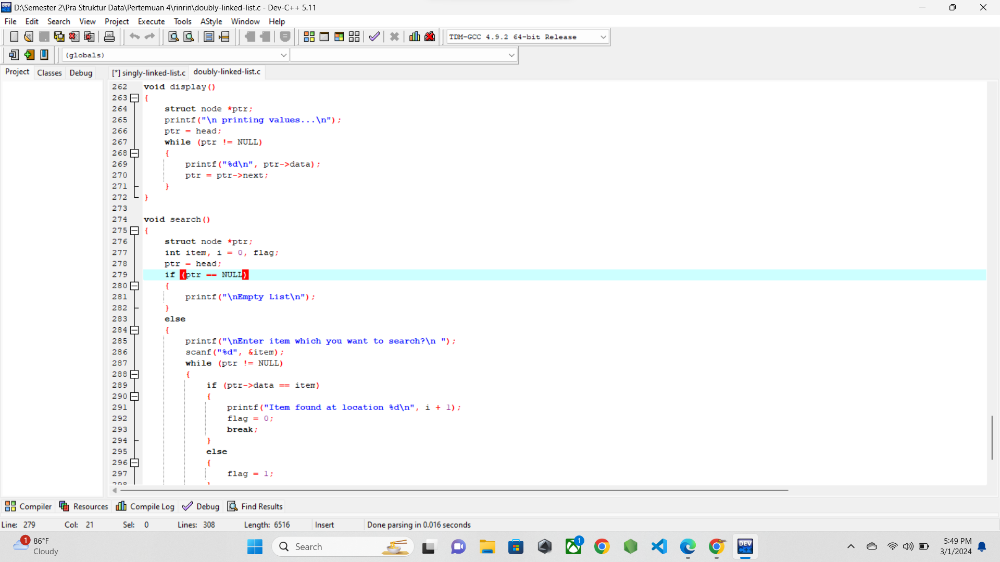 D:\Semester 2\Pra Struktur Data\Pertemuan 4\rinrin\doubly-linked-list.c - Dev-C++ 5.11
File Edit Search View Project Execute Tools AStyle Window Help
TDM-GCC 4.9.2 64-bit Release
(globals)
Project Classes Debug [*] singly-linked-list.c doubly-linked-list.c
262 void display()
263 {
264 struct node *ptr;
265 printf("\n printing values...\n");
266 ptr = head;
267 while (ptr != NULL)
268 {
269 printf("%d\n", ptr->data);
270 ptr = ptr->next;
271 }
272 }
273
274 void search()
275 {
276 struct node *ptr;
277 int item, i = 0, flag;
278 ptr = head;
279 if (ptr == NULL)
280 {
281 printf("\nEmpty List\n");
282 }
283 else
284 {
285 printf("\nEnter item which you want to search?\n ");
286 scanf("%d", &item);
287 while (ptr != NULL)
288 {
289 if (ptr->data == item)
290 {
291 printf("Item found at location %d\n", i + 1);
292 flag = 0;
293 break;
294 }
295 else
296 {
297 flag = 1;
298 }
Compiler Resources Compile Log Debug Find Results
Line: 279 Col: 21 Sel: 0 Lines: 308 Length: 6516 Insert Done parsing in 0.016 seconds
1 86°F
Cloudy
Search
1
DEV C++
5:49 PM
3/1/2024